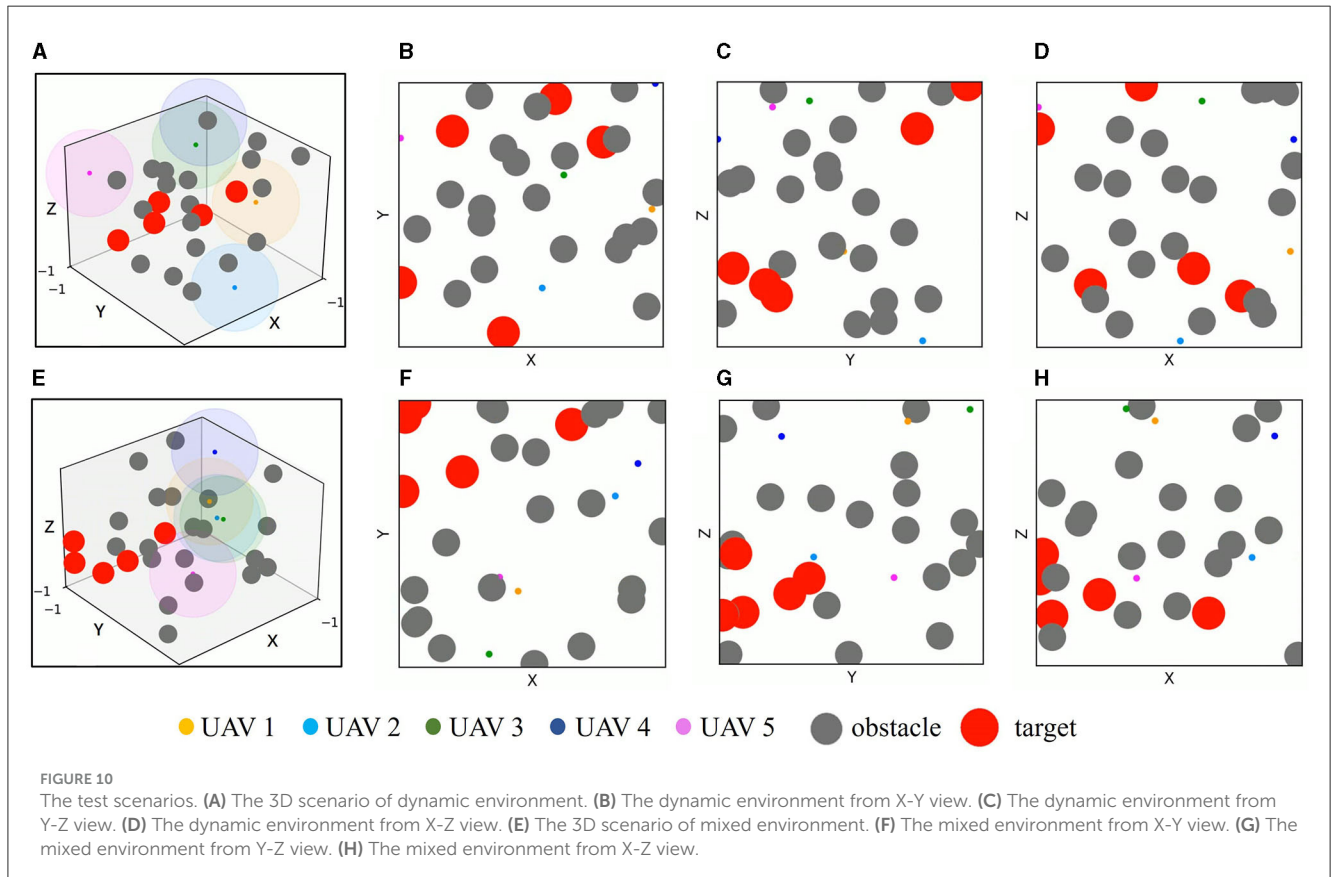 A
B
C
D
Z
−1
−1
Y
X
−1
Y
X
Z
Y
Z
X
E
F
G
H
Z
−1
−1
Y
X
−1
Y
X
Z
Y
Z
X
UAV 1 UAV 2 UAV 3 UAV 4 UAV 5 obstacle target
FIGURE 10
The test scenarios. (A) The 3D scenario of dynamic environment. (B) The dynamic environment from X-Y view. (C) The dynamic environment from
Y-Z view. (D) The dynamic environment from X-Z view. (E) The 3D scenario of mixed environment. (F) The mixed environment from X-Y view. (G) The
mixed environment from Y-Z view. (H) The mixed environment from X-Z view.